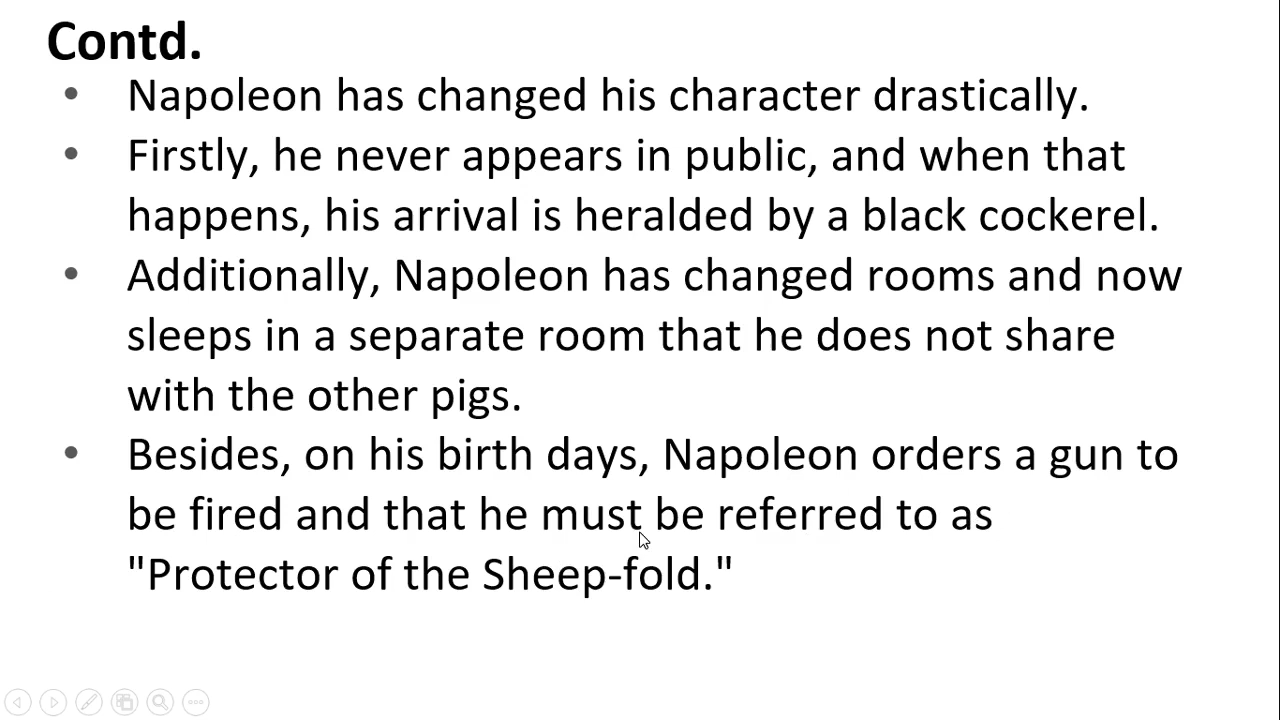 Contd.
• Napoleon has changed his character drastically.
• Firstly, he never appears in public, and when that
happens, his arrival is heralded by a black cockerel.
• Additionally, Napoleon has changed rooms and now
sleeps in a separate room that he does not share
with the other pigs.
• Besides, on his birth days, Napoleon orders a gun to
be fired and that he must be referred to as
"Protector of the Sheep-fold."